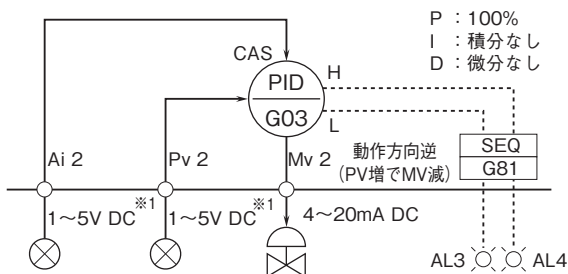 P : 100%
I : 積分なし
D : 微分なし
CAS
PID
G03
H
L
Ai 2
Pv 2
Mv 2
動作方向逆
(PV増でMV減)
SEQ
G81
1〜5V DC※1
1〜5V DC※1
4〜20mA DC
AL3
AL4